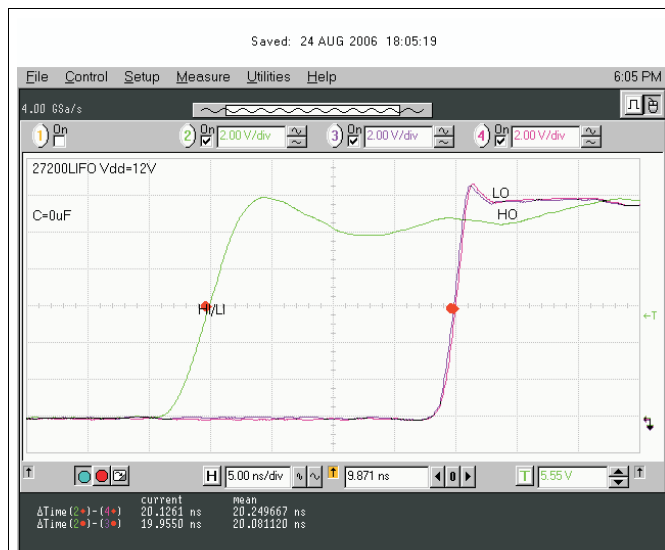 Saved: 24 AUG 2006 18:05:19
File Control Setup Measure Utilities Help 6:05 PM
4.00 GSa/s
1 On 2 On 2.00 V/div 3 On 2.00 V/div 4 On 2.00 V/div
27200LIFO Vdd=12V
C=0uF
LO
HO
HI/LI
T
H 5.00 ns/div 9.871 ns 0 T 5.55 V
current mean
ΔTime(2)-(4) 20.1261 ns 20.249667 ns
ΔTime(2)-(3) 19.9550 ns 20.081120 ns